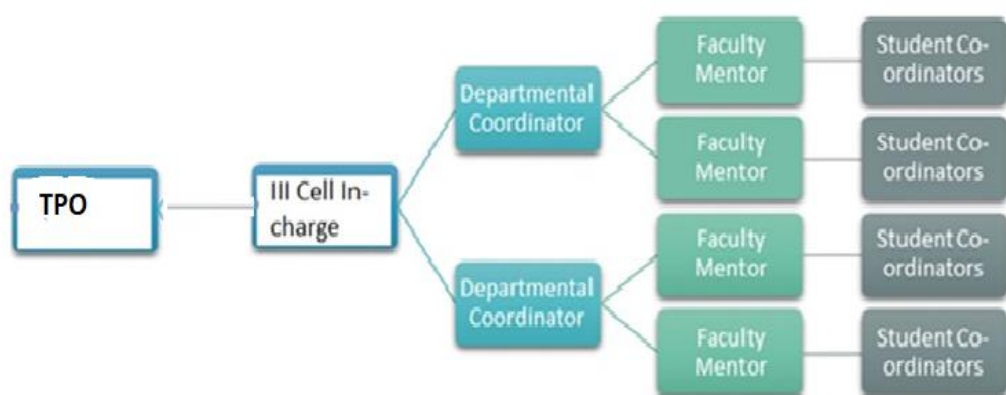 TPO
III Cell In-
charge
Departmental
Coordinator
Departmental
Coordinator
Faculty
Mentor
Faculty
Mentor
Faculty
Mentor
Faculty
Mentor
Student Co-
ordinators
Student Co-
ordinators
Student Co-
ordinators
Student Co-
ordinators